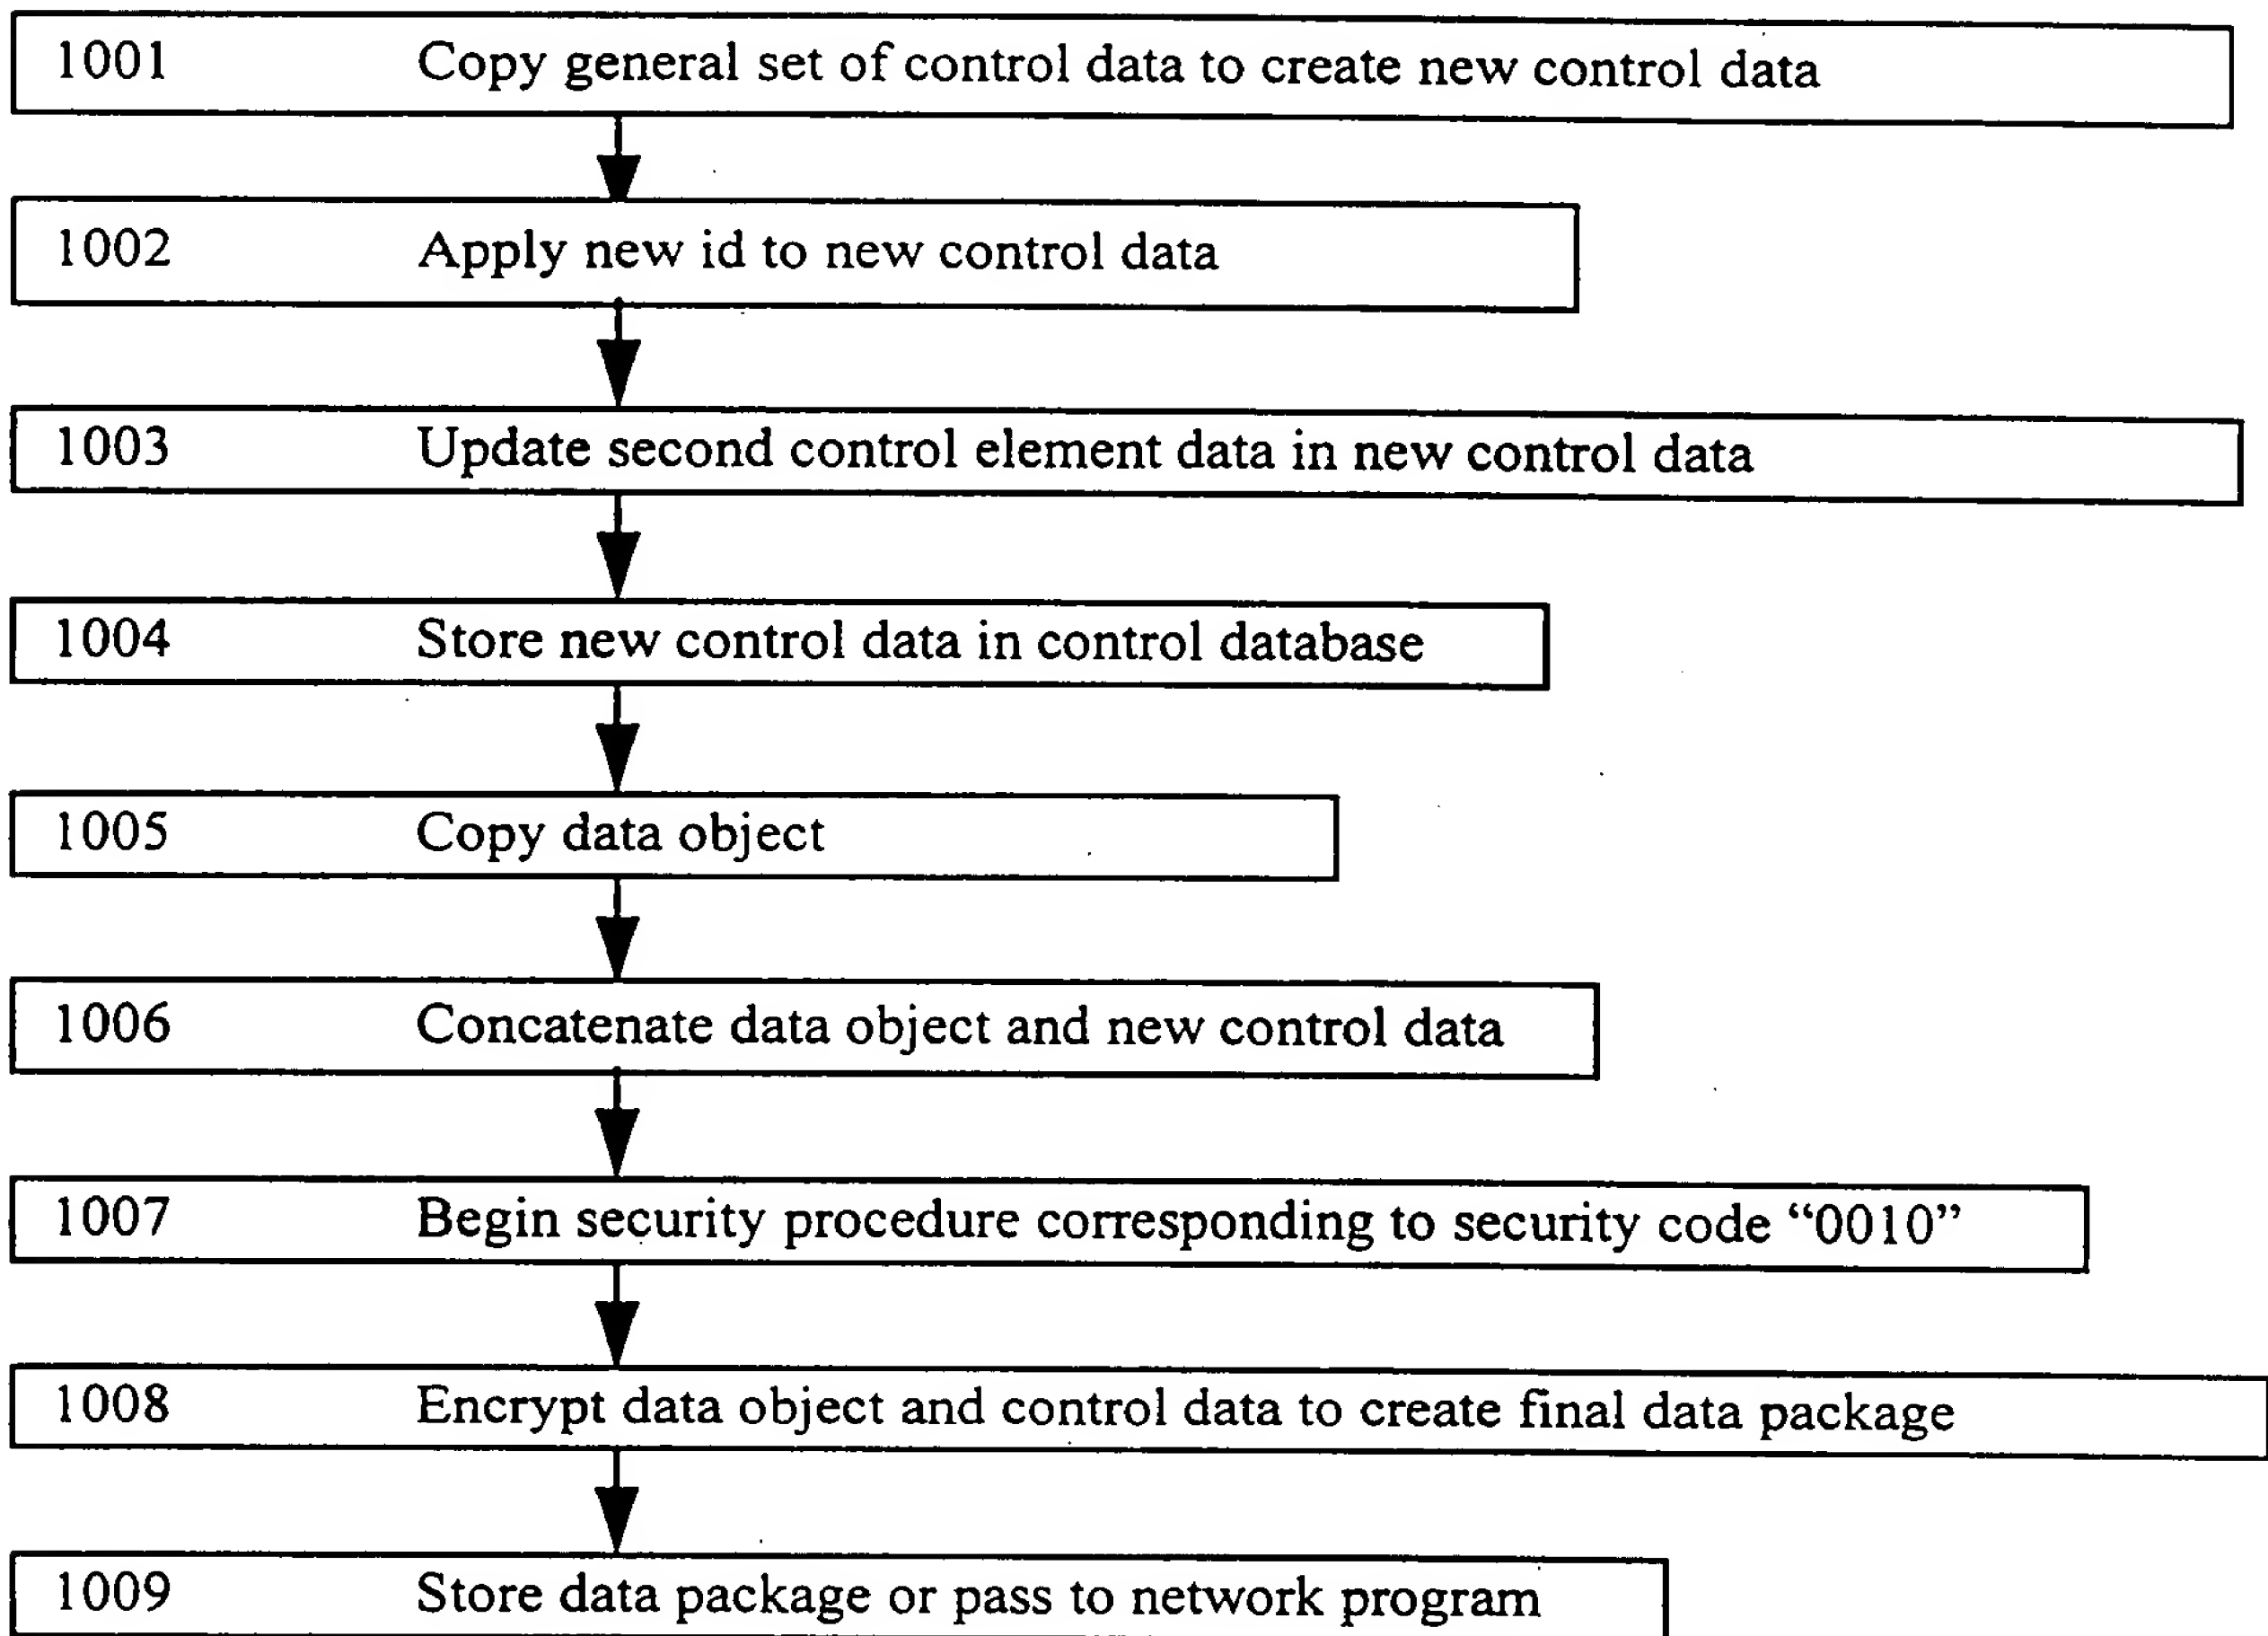 1001 Copy general set of control data to create new control data
1002 Apply new id to new control data
1003 Update second control element data in new control data
1004 Store new control data in control database
1005 Copy data object
1006 Concatenate data object and new control data
1007 Begin security procedure corresponding to security code “0010”
1008 Encrypt data object and control data to create final data package
1009 Store data package or pass to network program